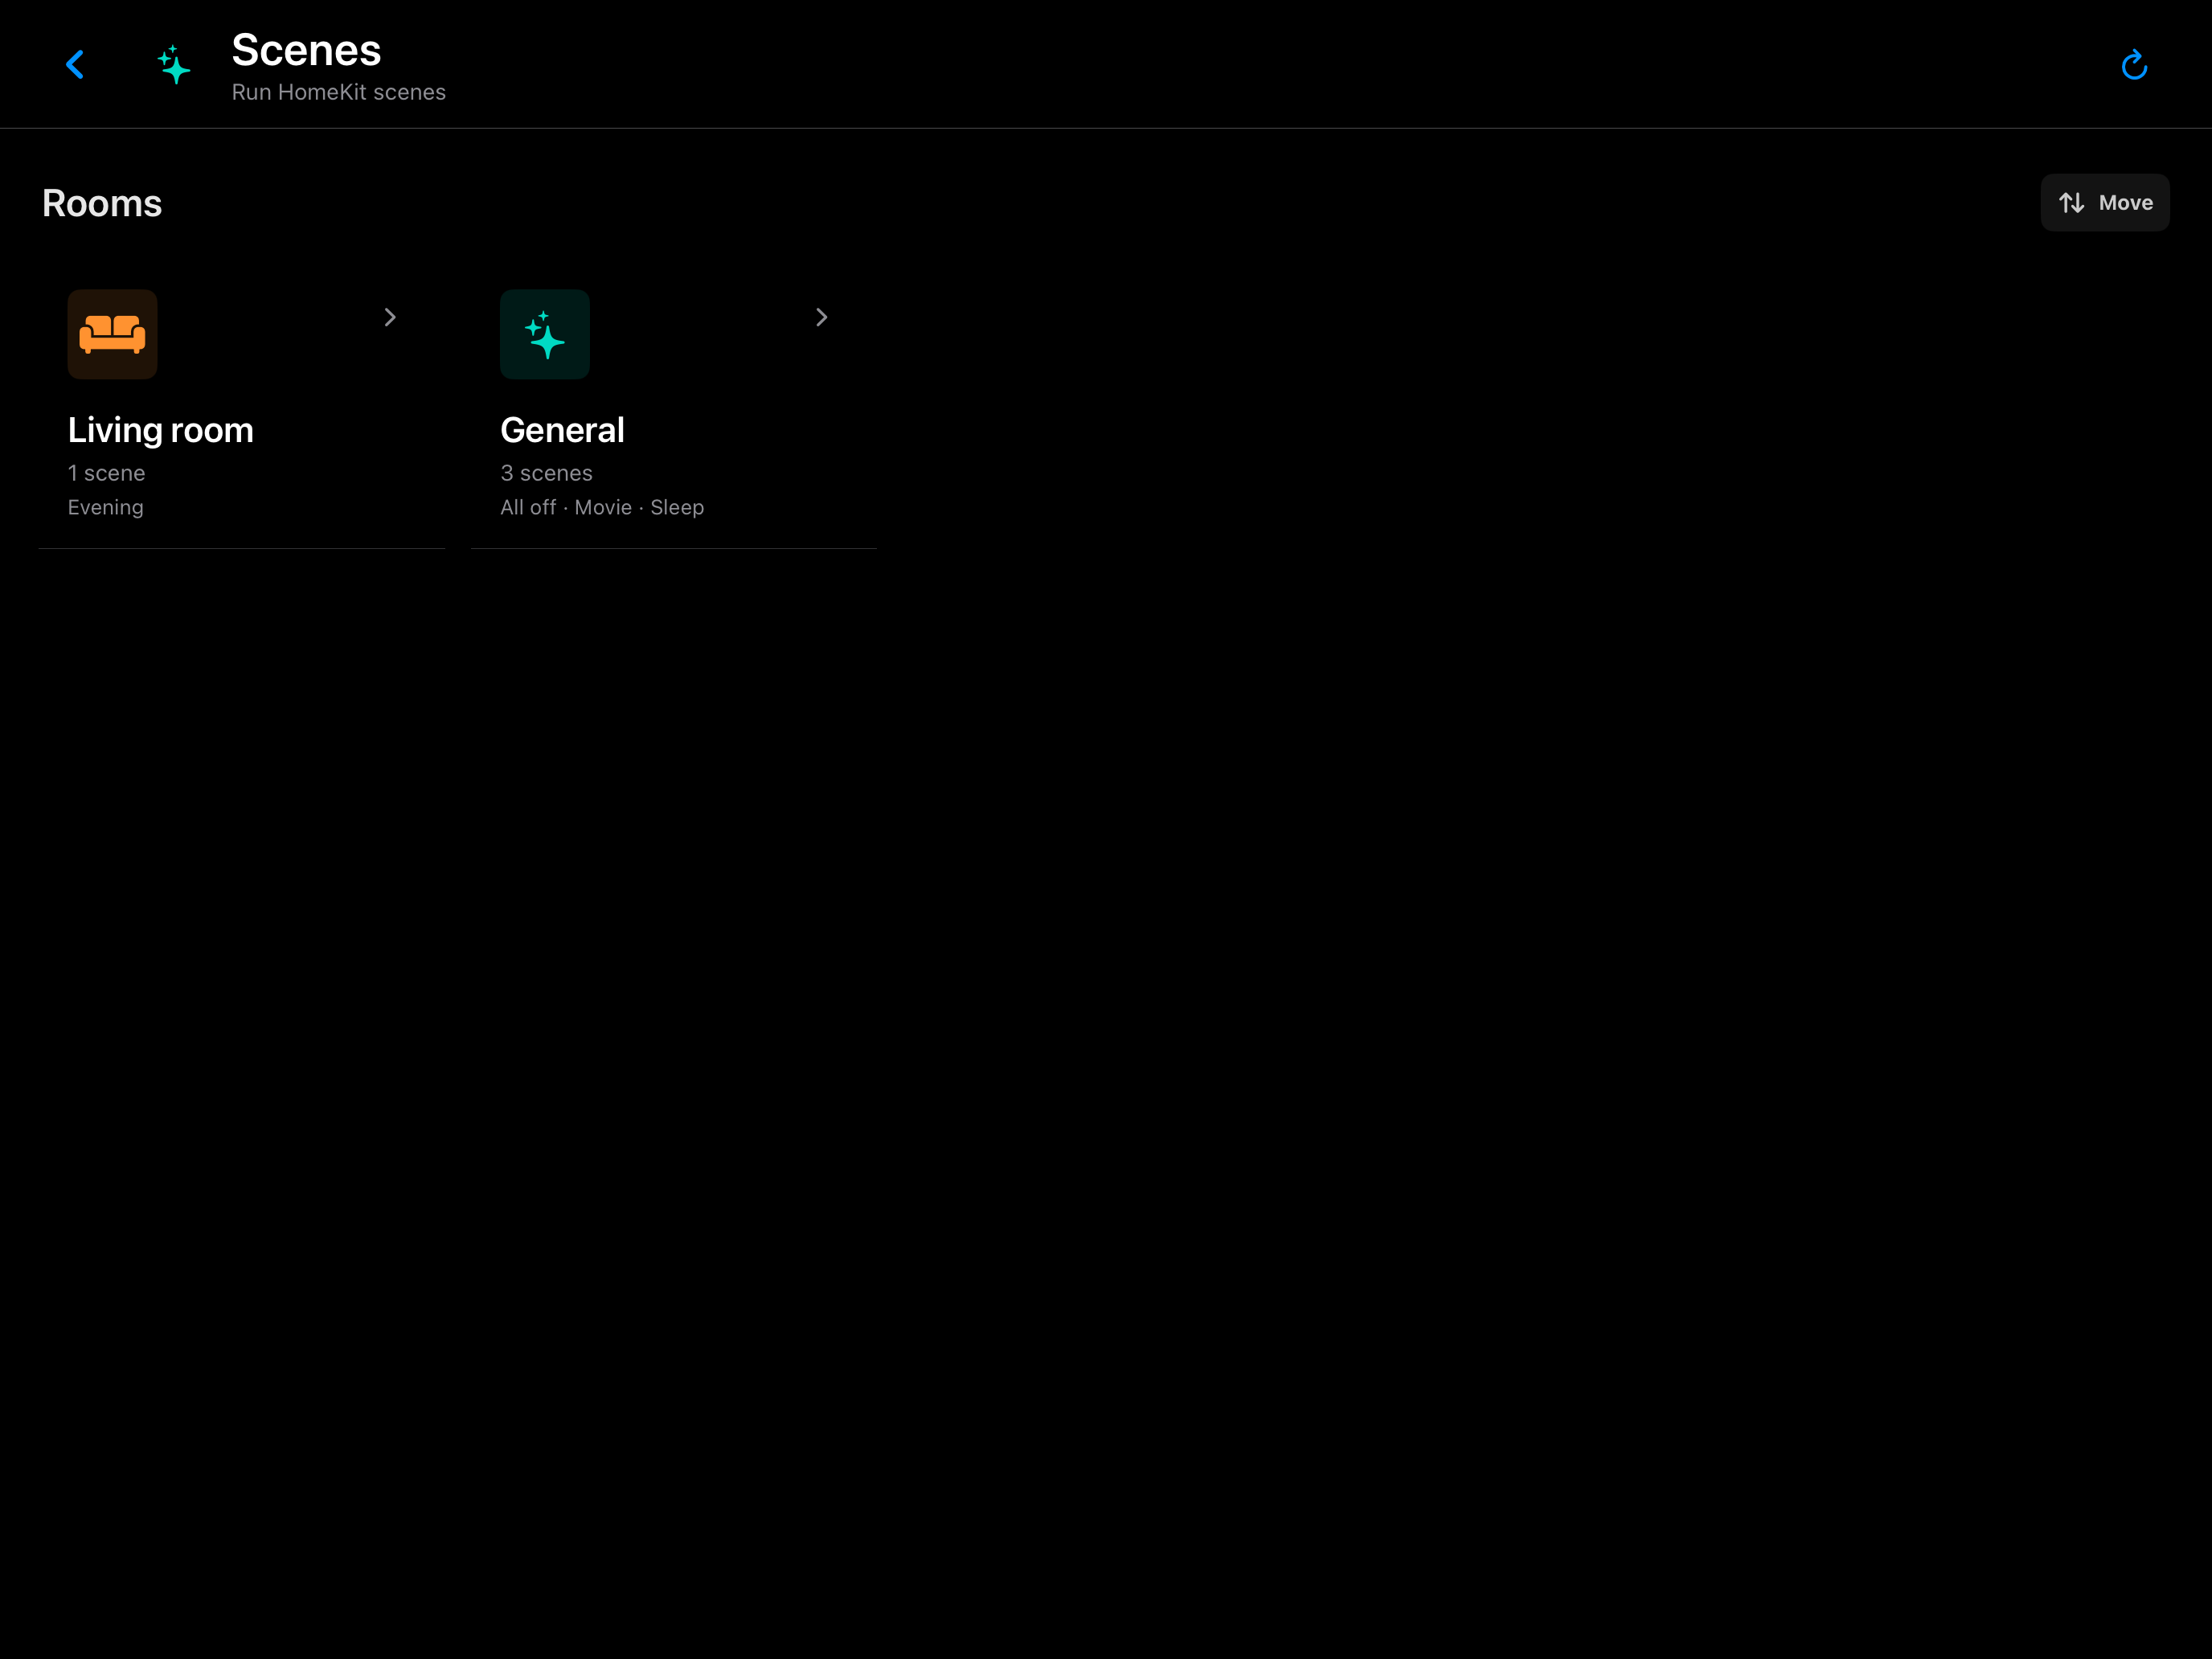 Scenes
Run HomeKit scenes
Rooms
Move
Living room
1 scene
Evening
General
3 scenes
All off · Movie · Sleep